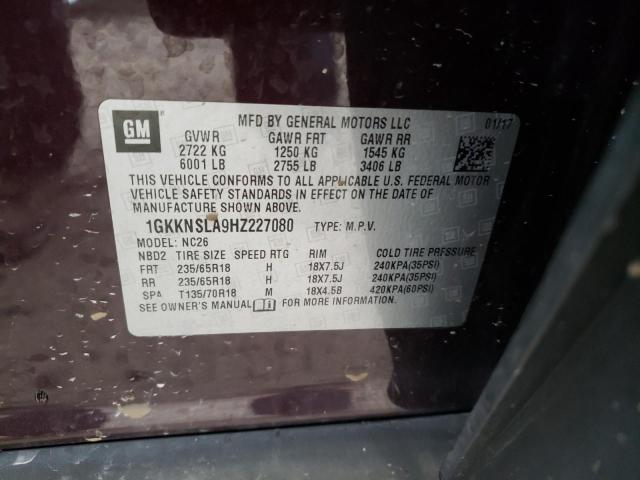 GM
MFD BY GENERAL MOTORS LLC 01/17
GVWR GAWR FRT GAWR RR
2722 KG 1250 KG 1545 KG
6001 LB 2755 LB 3406 LB
THIS VEHICLE CONFORMS TO ALL APPLICABLE U.S. FEDERAL MOTOR
VEHICLE SAFETY STANDARDS IN EFFECT ON THE DATE OF
MANUFACTURE SHOWN ABOVE.
1GKKNSLA9HZ227080 TYPE: M.P.V.
MODEL: NC26
NBD2 TIRE SIZE SPEED RTG RIM COLD TIRE PRESSURE
FRT 235/65R18 H 18X7.5J 240KPA(35PSI)
RR 235/65R18 H 18X7.5J 240KPA(35PSI)
SPA T135/70R18 M 18X4.5B 420KPA(60PSI)
SEE OWNER'S MANUAL FOR MORE INFORMATION.